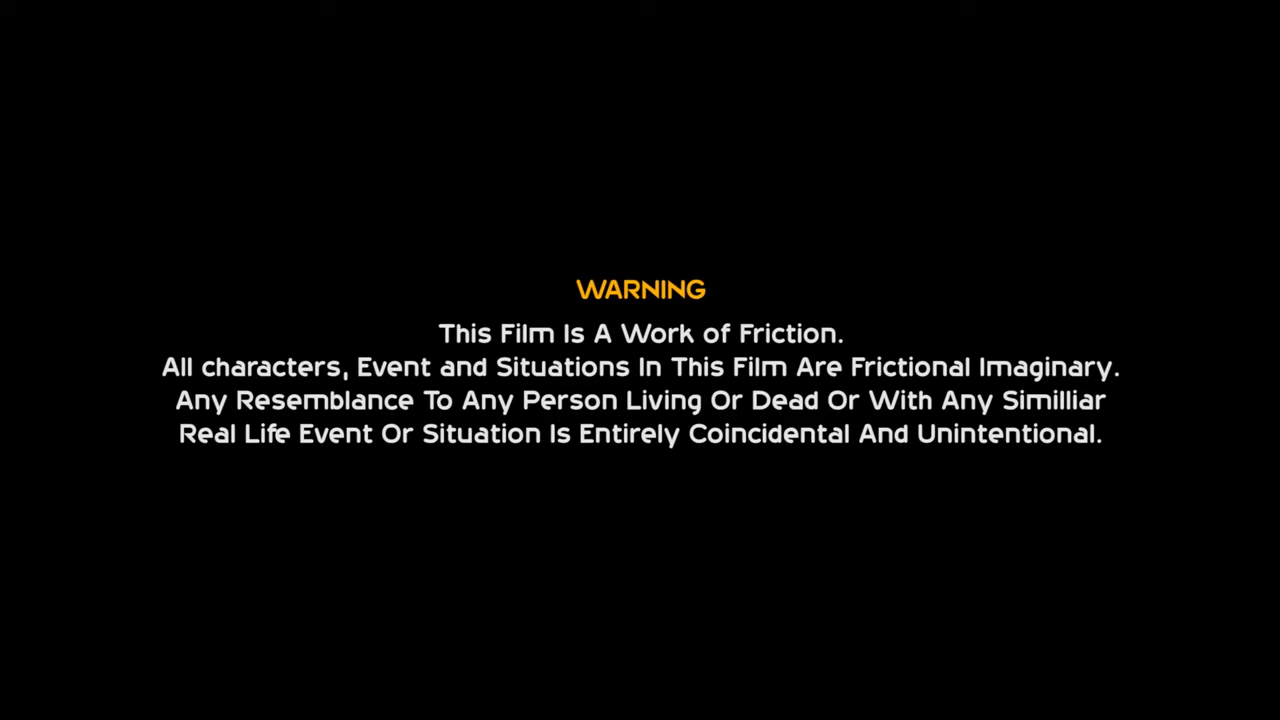 WARNING
This Film Is A Work of Friction.
All characters, Event and Situations In This Film Are Frictional Imaginary.
Any Resemblance To Any Person Living Or Dead Or With Any Similliar
Real Life Event Or Situation Is Entirely Coincidental And Unintentional.